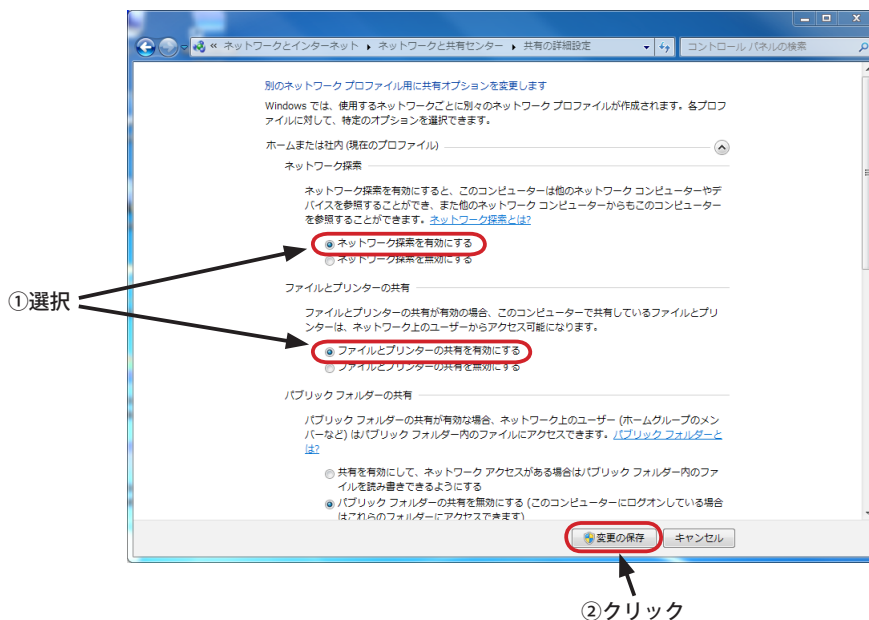 « ネットワークとインターネット ▸ ネットワークと共有センター ▸ 共有の詳細設定
コントロール パネルの検索
別のネットワーク プロファイル用に共有オプションを変更します
Windows では、使用するネットワークごとに別々のネットワーク プロファイルが作成されます。各プロフ
ァイルに対して、特定のオプションを選択できます。
ホームまたは社内 (現在のプロファイル)
ネットワーク探索
ネットワーク探索を有効にすると、このコンピューターは他のネットワーク コンピューターやデ
バイスを参照することができ、また他のネットワーク コンピューターからもこのコンピューター
を参照することができます。ネットワーク探索とは?
ネットワーク探索を有効にする
ネットワーク探索を無効にする
①選択
ファイルとプリンターの共有
ファイルとプリンターの共有が有効の場合、このコンピューターで共有しているファイルとプリ
ンターは、ネットワーク上のユーザーからアクセス可能になります。
ファイルとプリンターの共有を有効にする
ファイルとプリンターの共有を無効にする
パブリック フォルダーの共有
パブリック フォルダーの共有が有効な場合、ネットワーク上のユーザー (ホームグループのメン
バーなど) はパブリック フォルダー内のファイルにアクセスできます。パブリック フォルダーと
は?
共有を有効にして、ネットワーク アクセスがある場合はパブリック フォルダー内のファ
イルを読み書きできるようにする
パブリック フォルダーの共有を無効にする (このコンピューターにログオンしている場合
はこれらのフォルダーにアクセスできます)
変更の保存
キャンセル
②クリック